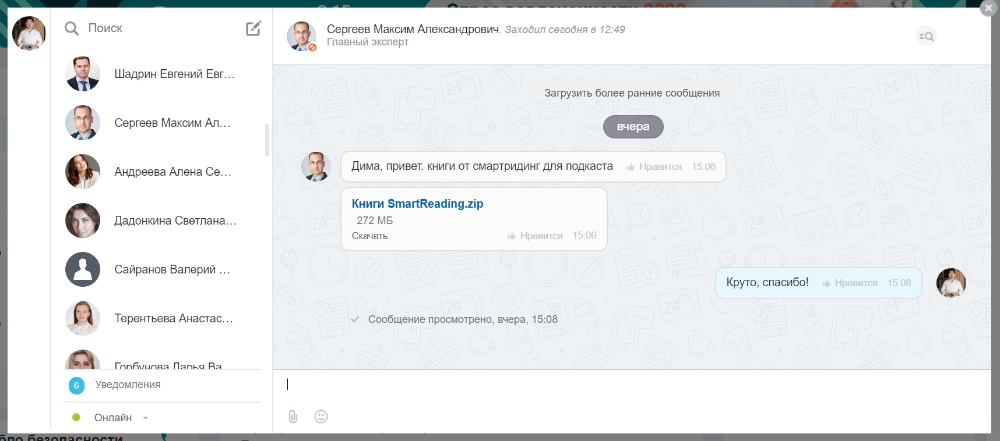 Поиск
Шадрин Евгений Евг…
Сергеев Максим Ал…
Андреева Алена Се…
Дадонкина Светлана…
Сайранов Валерий …
Терентьева Анастас…
Горбунова Дарья Ва
6 Уведомления
Онлайн
Сергеев Максим Александрович. Заходил сегодня в 12:49
Главный эксперт
Загрузить более ранние сообщения
вчера
Дима, привет. книги от смартридинг для подкаста Нравится 15:06
Книги SmartReading.zip
272 МБ
Скачать Нравится 15:06
Круто, спасибо! Нравится 15:08
Сообщение просмотрено, вчера, 15:08
безопасности